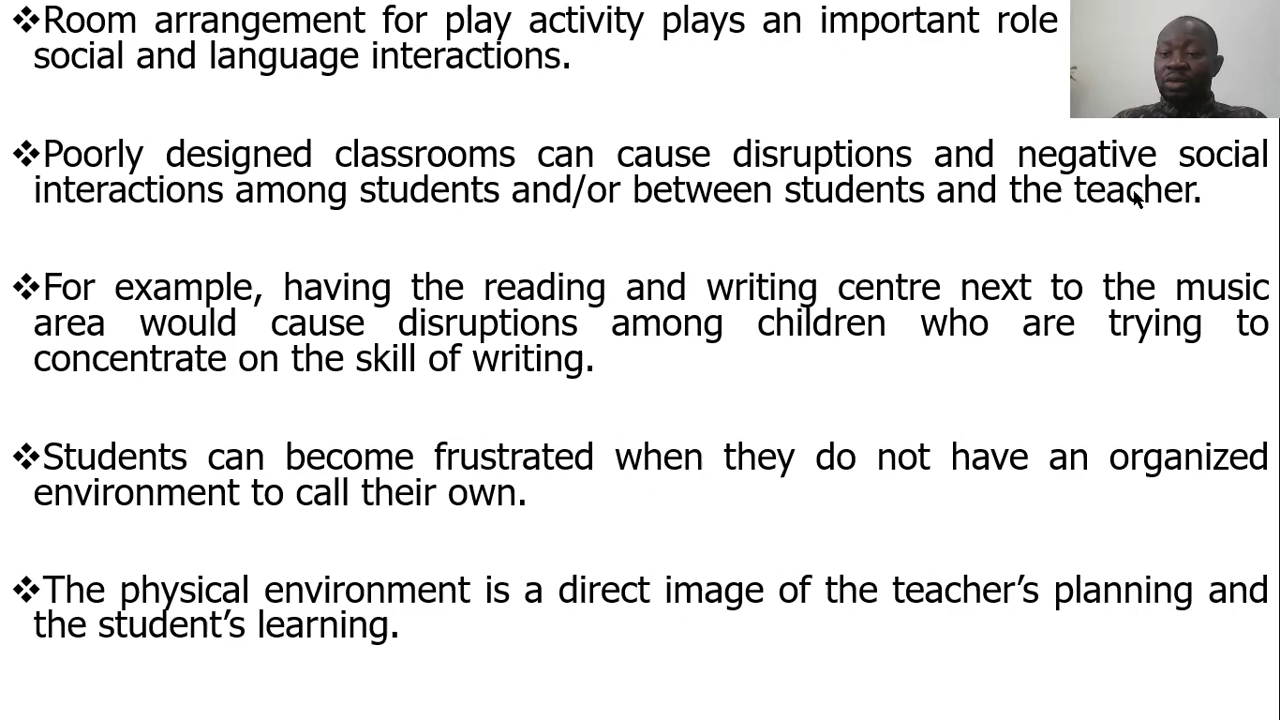 ❖Room arrangement for play activity plays an important role
social and language interactions.
❖Poorly designed classrooms can cause disruptions and negative social
interactions among students and/or between students and the teacher.
❖For example, having the reading and writing centre next to the music
area would cause disruptions among children who are trying to
concentrate on the skill of writing.
❖Students can become frustrated when they do not have an organized
environment to call their own.
❖The physical environment is a direct image of the teacher’s planning and
the student’s learning.